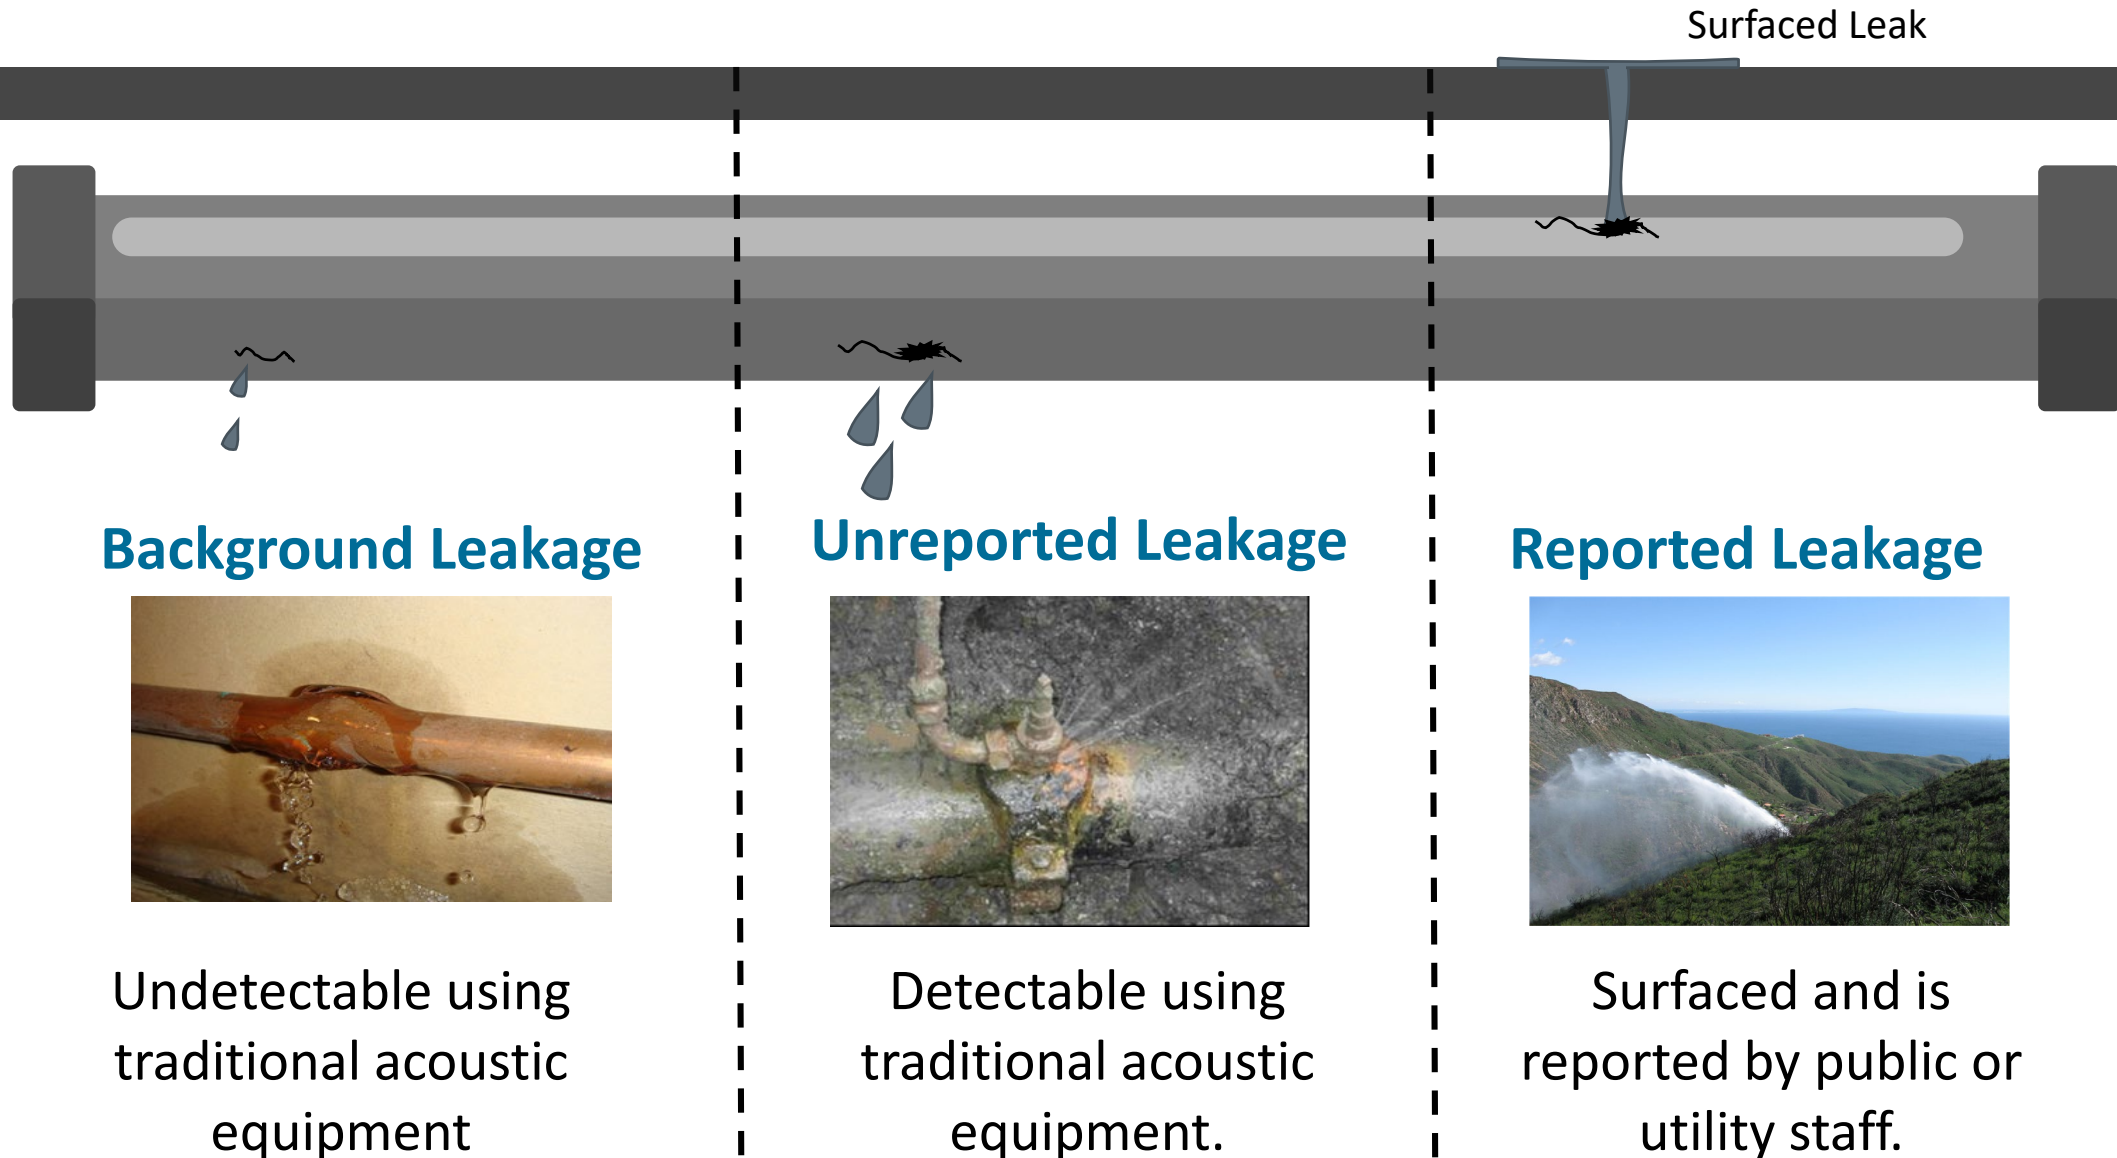 Surfaced Leak
Background Leakage
Undetectable using
traditional acoustic
equipment
Unreported Leakage
Detectable using
traditional acoustic
equipment.
Reported Leakage
Surfaced and is
reported by public or
utility staff.